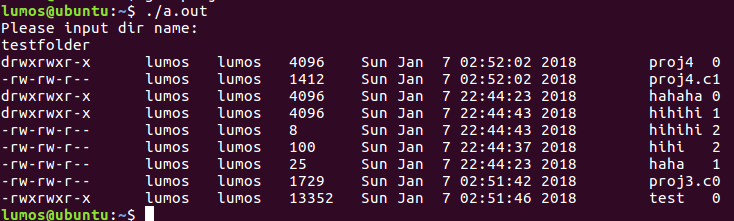 lumos@ubuntu:~$ ./a.out
Please input dir name:
testfolder
drwxrwxr-x lumos lumos 4096 Sun Jan 7 02:52:02 2018 proj4 0
-rw-rw-r-- lumos lumos 1412 Sun Jan 7 02:52:02 2018 proj4.c1
drwxrwxr-x lumos lumos 4096 Sun Jan 7 22:44:23 2018 hahaha 0
drwxrwxr-x lumos lumos 4096 Sun Jan 7 22:44:43 2018 hihihi 1
-rw-rw-r-- lumos lumos 8 Sun Jan 7 22:44:43 2018 hihihi 2
-rw-rw-r-- lumos lumos 100 Sun Jan 7 22:44:37 2018 hihi 2
-rw-rw-r-- lumos lumos 25 Sun Jan 7 22:44:23 2018 haha 1
-rw-rw-r-- lumos lumos 1729 Sun Jan 7 02:51:42 2018 proj3.c0
-rwxrwxr-x lumos lumos 13352 Sun Jan 7 02:51:46 2018 test 0
lumos@ubuntu:~$